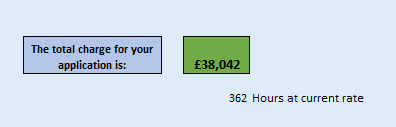 The total charge for your
application is:
£38,042
362 Hours at current rate